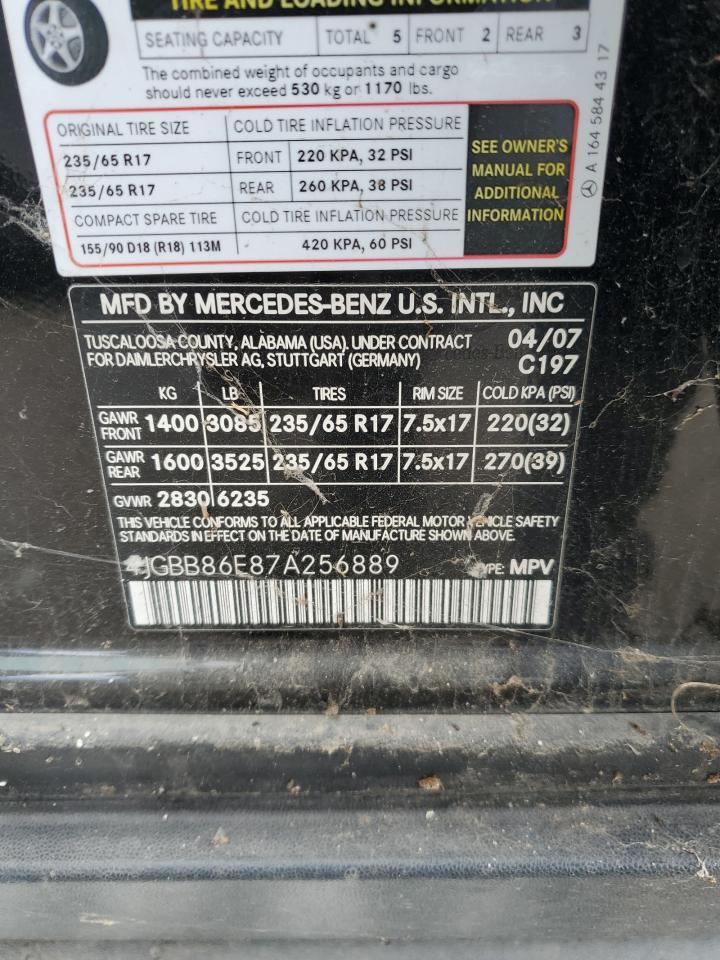 TIRE AND LOADING INFORMATION
SEATING CAPACITY TOTAL 5 FRONT 2 REAR 3
The combined weight of occupants and cargo
should never exceed 530 kg or 1170 lbs.
ORIGINAL TIRE SIZE COLD TIRE INFLATION PRESSURE
235/65 R17 FRONT 220 KPA, 32 PSI
235/65 R17 REAR 260 KPA, 38 PSI
COMPACT SPARE TIRE COLD TIRE INFLATION PRESSURE
155/90 D18 (R18) 113M 420 KPA, 60 PSI
SEE OWNER'S
MANUAL FOR
ADDITIONAL
INFORMATION
A 164 584 43 17
MFD BY MERCEDES-BENZ U.S. INTL., INC
TUSCALOOSA COUNTY, ALABAMA (USA). UNDER CONTRACT 04/07
FOR DAIMLERCHRYSLER AG, STUTTGART (GERMANY) C197
KG LB TIRES RIM SIZE COLD KPA (PSI)
GAWR FRONT 1400 3085 235/65 R17 7.5x17 220(32)
GAWR REAR 1600 3525 235/65 R17 7.5x17 270(39)
GVWR 2830 6235
THIS VEHICLE CONFORMS TO ALL APPLICABLE FEDERAL MOTOR VEHICLE SAFETY
STANDARDS IN EFFECT ON THE DATE OF MANUFACTURE SHOWN ABOVE.
4JGBB86E87A256889 TYPE: MPV